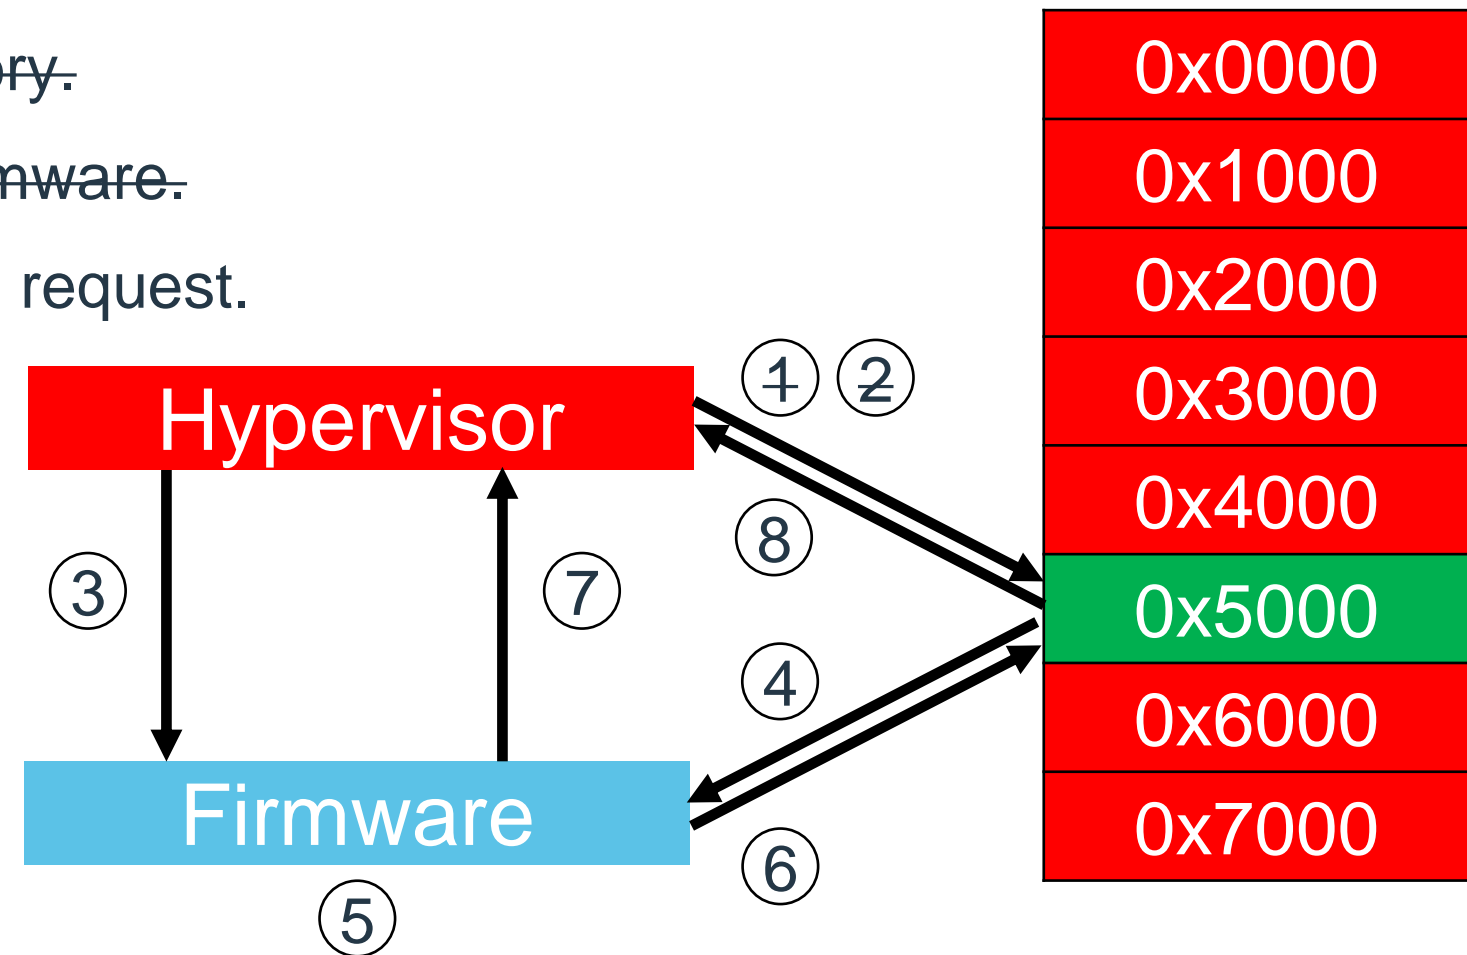 ory.
mware.
request.
Hypervisor
① ②
⑧
③
⑦
④
Firmware
⑥
⑤
0x0000
0x1000
0x2000
0x3000
0x4000
0x5000
0x6000
0x7000